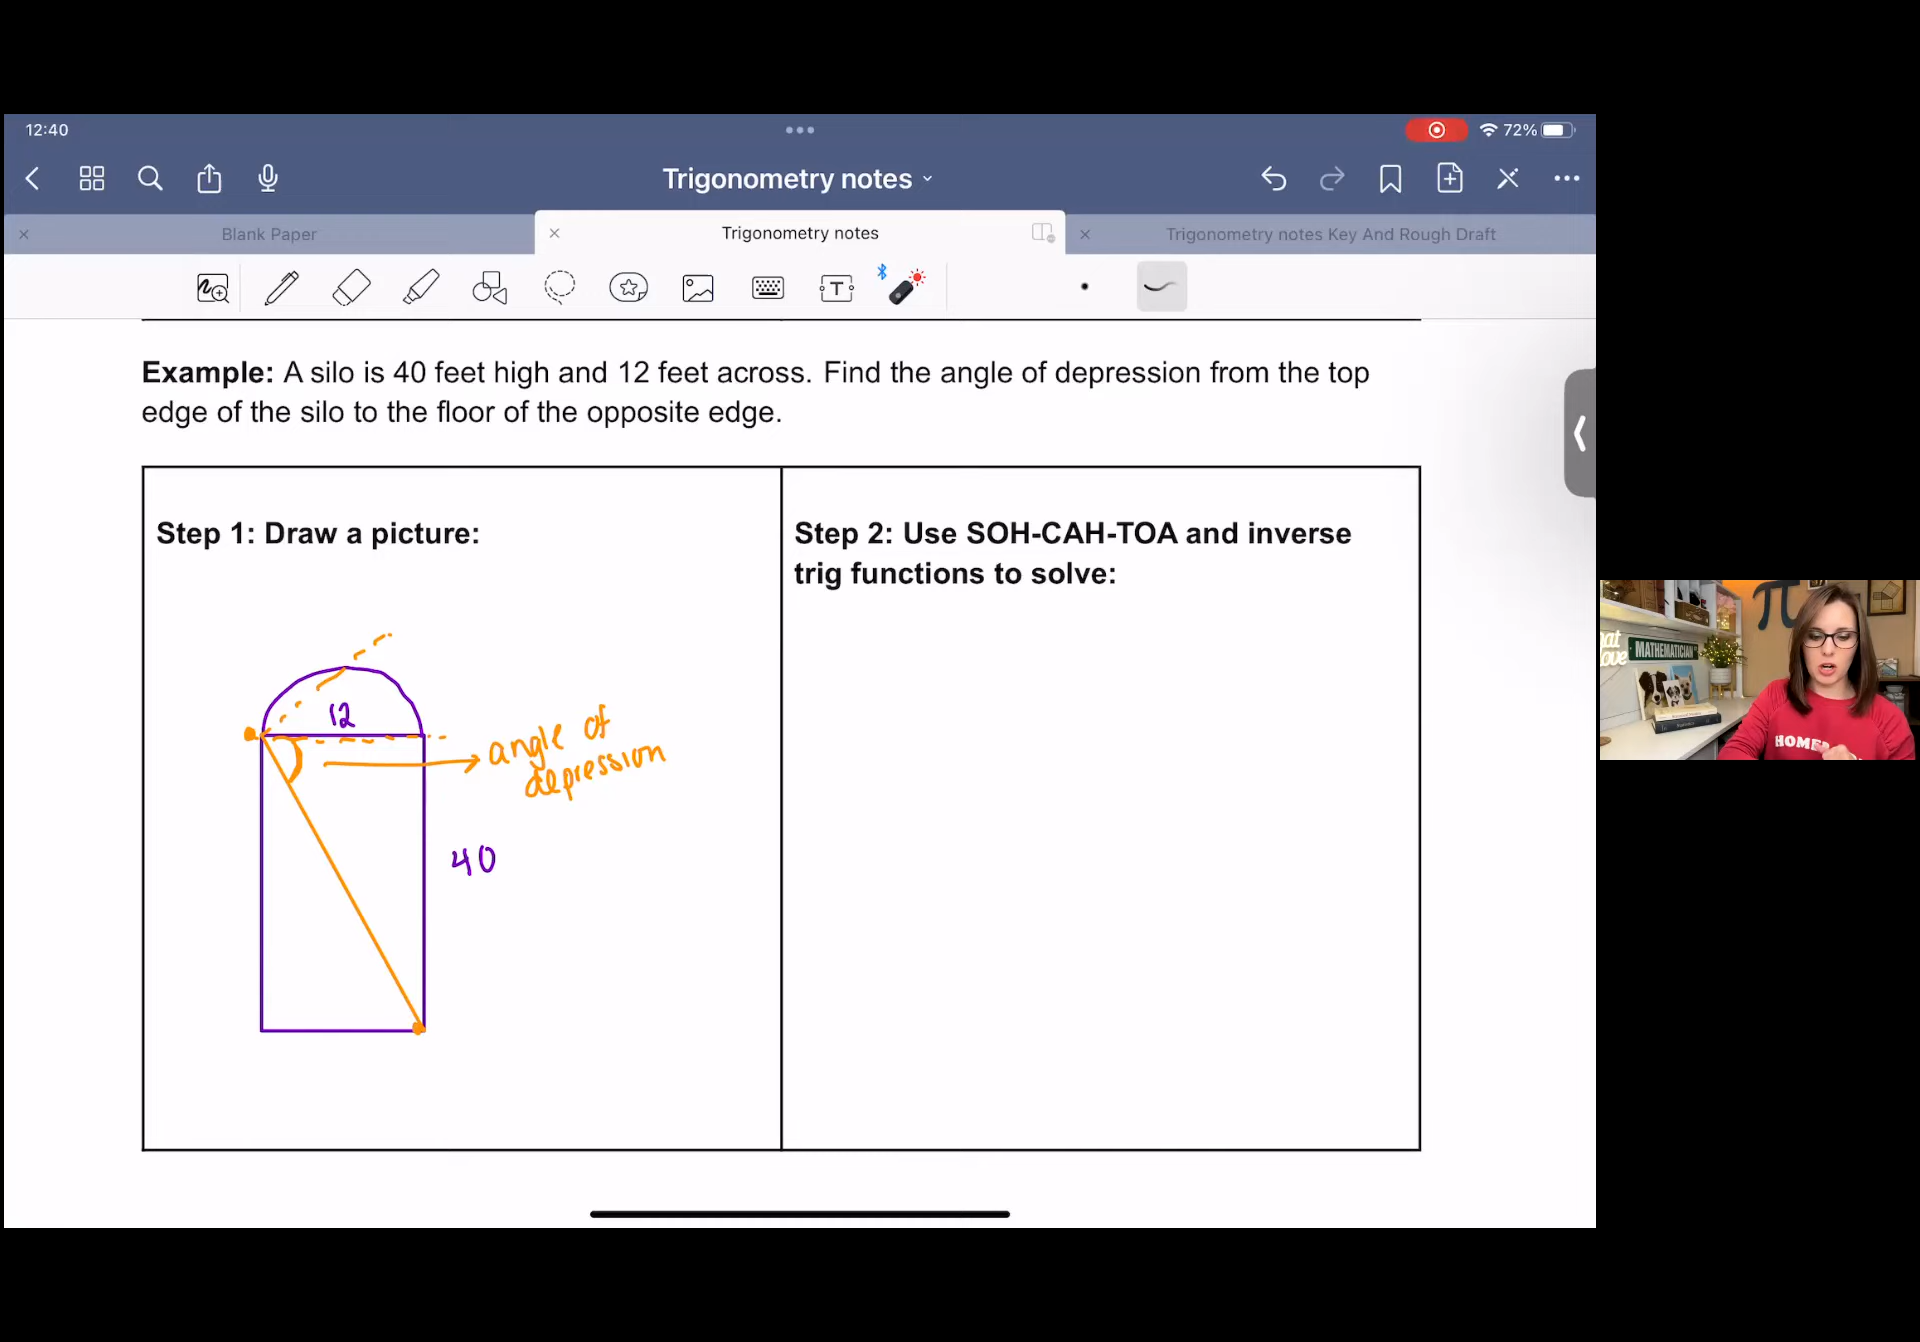 12:40
72%
Trigonometry notes
Blank Paper
Trigonometry notes
Trigonometry notes Key And Rough Draft
T
Example: A silo is 40 feet high and 12 feet across. Find the angle of depression from the top
edge of the silo to the floor of the opposite edge.
Step 1: Draw a picture:
Step 2: Use SOH-CAH-TOA and inverse
trig functions to solve:
12
angle of
depression
40
MATHEMATICIAN
π